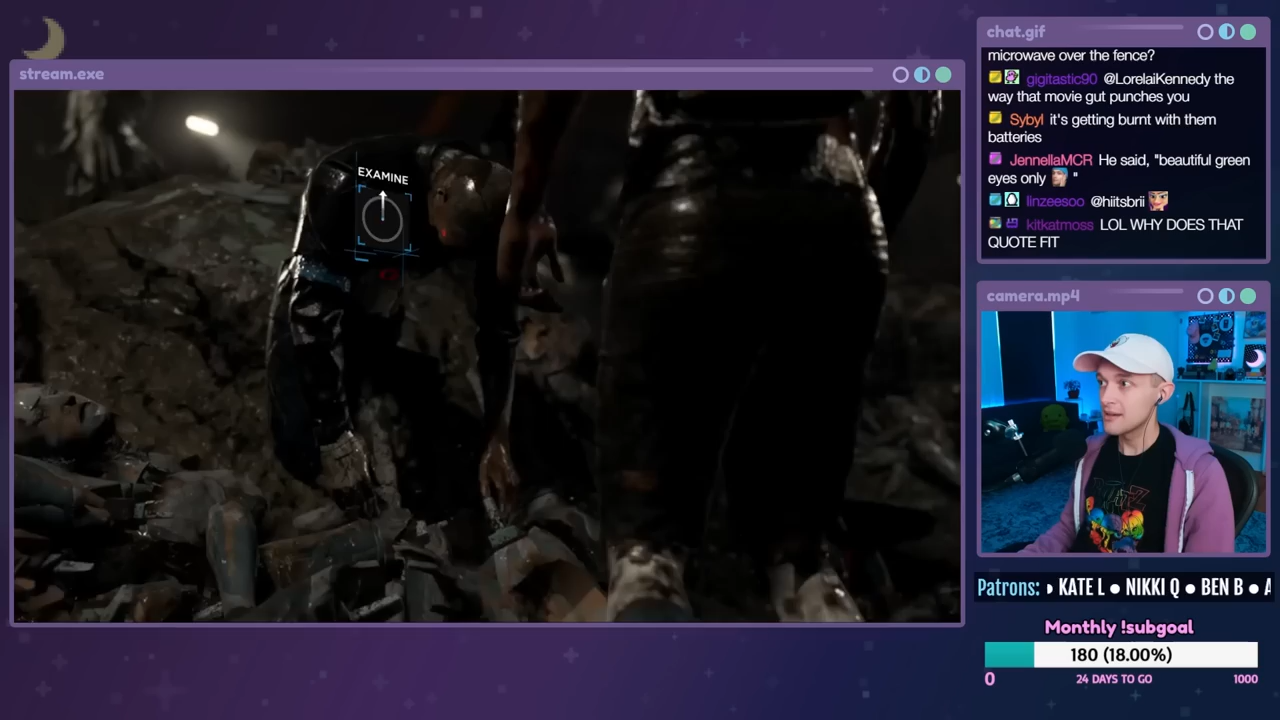 stream.exe
EXAMINE
chat.gif
microwave over the fence?
gigitastic90 @LorelaiKennedy the
way that movie gut punches you
Sybyl it's getting burnt with them
batteries
JennellaMCR He said, "beautiful green
eyes only "
linzeesoo @hiitsbrii
kitkatmoss LOL WHY DOES THAT
QUOTE FIT
camera.mp4
Patrons: • KATE L • NIKKI Q • BEN B •
Monthly !subgoal
180 (18.00%)
0 24 DAYS TO GO 1000